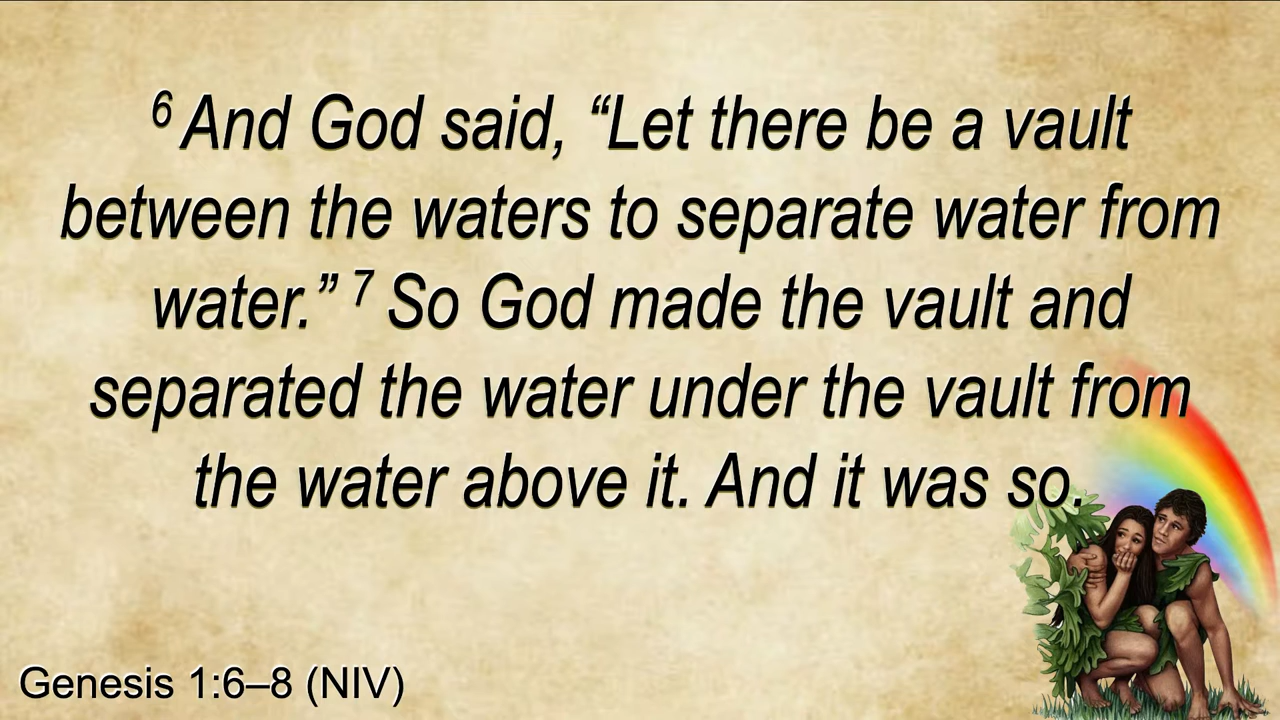 ⁶ And God said, “Let there be a vault
between the waters to separate water from
water.” ⁷ So God made the vault and
separated the water under the vault from
the water above it. And it was so.
Genesis 1:6–8 (NIV)